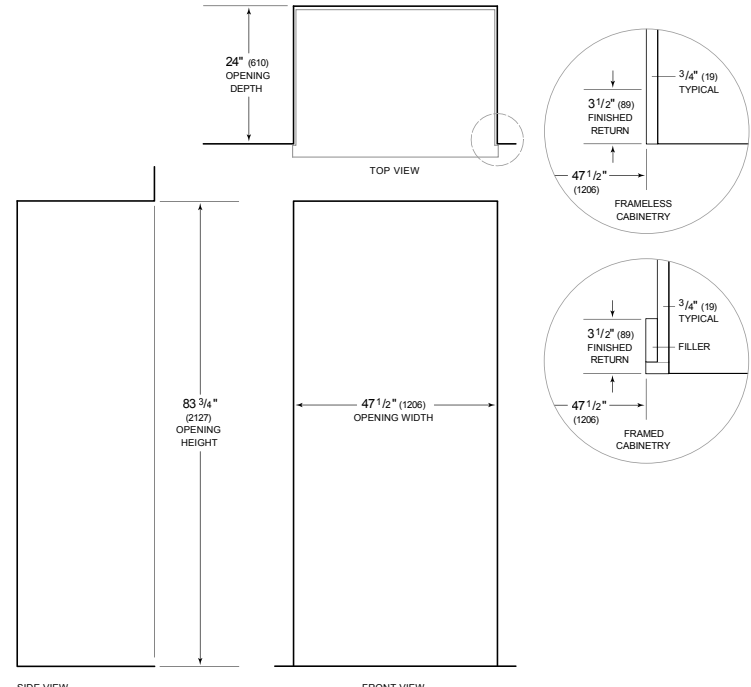 24" (610)
OPENING
DEPTH
TOP VIEW
3 1/2" (89)
FINISHED
RETURN
3/4" (19)
TYPICAL
47 1/2"
(1206)
FRAMELESS
CABINETRY
3 1/2" (89)
FINISHED
RETURN
3/4" (19)
TYPICAL
FILLER
47 1/2"
(1206)
FRAMED
CABINETRY
83 3/4"
(2127)
OPENING
HEIGHT
47 1/2" (1206)
OPENING WIDTH
SIDE VIEW
FRONT VIEW